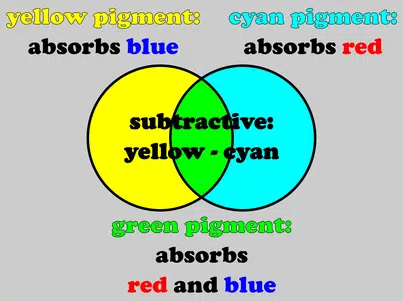 yellow pigment:
absorbs blue
cyan pigment:
absorbs red
subtractive:
yellow - cyan
green pigment:
absorbs
red and blue